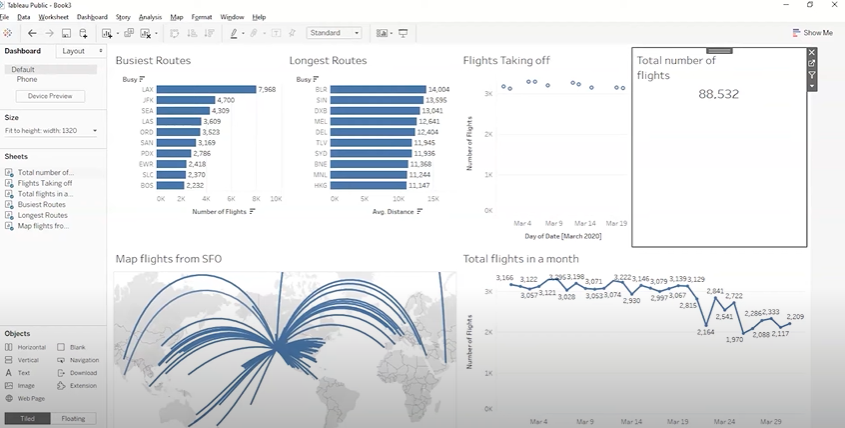 Tableau Public - Book3
File Data Worksheet Dashboard Story Analysis Map Format Window Help
Standard
Show Me
Dashboard Layout
Default
Phone
Device Preview
Size
Fit to height: width: 1320
Sheets
Total number of...
Flights Taking off
Total flights in a...
Busiest Routes
Longest Routes
Map flights fro...
Objects
Horizontal Blank
Vertical Navigation
Text Download
Image Extension
Web Page
Tiled Floating
Busiest Routes
Busy
LAX 7,968
JFK 4,700
SEA 4,309
LAS 3,609
ORD 3,523
SAN 3,169
PDX 2,786
EWR 2,418
SLC 2,370
BOS 2,232
0K 2K 4K 6K 8K 10K
Number of Flights
Longest Routes
Busy
BLR 14,004
SIN 13,595
DXB 13,041
MEL 12,641
DEL 12,404
TLV 11,945
SYD 11,936
BNE 11,368
MNL 11,244
HKG 11,147
0K 5K 10K 15K
Avg. Distance
Flights Taking off
Number of Flights
3K
2K
1K
0K
Mar 4 Mar 9 Mar 14 Mar 19
Day of Date [March 2020]
Total number of
flights
88,532
Map flights from SFO
Total flights in a month
Number of Flights
3K
2K
1K
0K
3,166 3,122 3,295 3,198 3,071 3,222 3,146 3,079 3,139 3,129
3,057 3,121 3,028 3,053 3,074 2,930 2,997 3,067 2,815
2,841 2,722
2,541
2,164 1,970
2,286 2,333 2,209
2,088 2,117
Mar 4 Mar 9 Mar 14 Mar 19 Mar 24 Mar 29